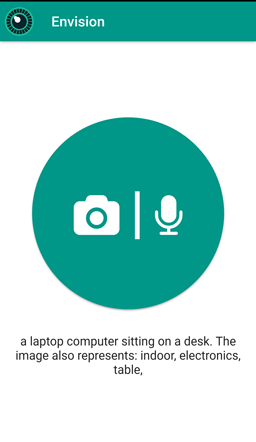 Envision
a laptop computer sitting on a desk. The
image also represents: indoor, electronics,
table,